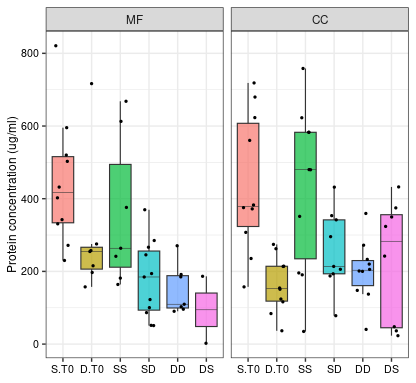 MF CC
Protein concentration (ug/ml)
800
600
400
200
0
S.T0 D.T0 SS SD DD DS S.T0 D.T0 SS SD DD DS